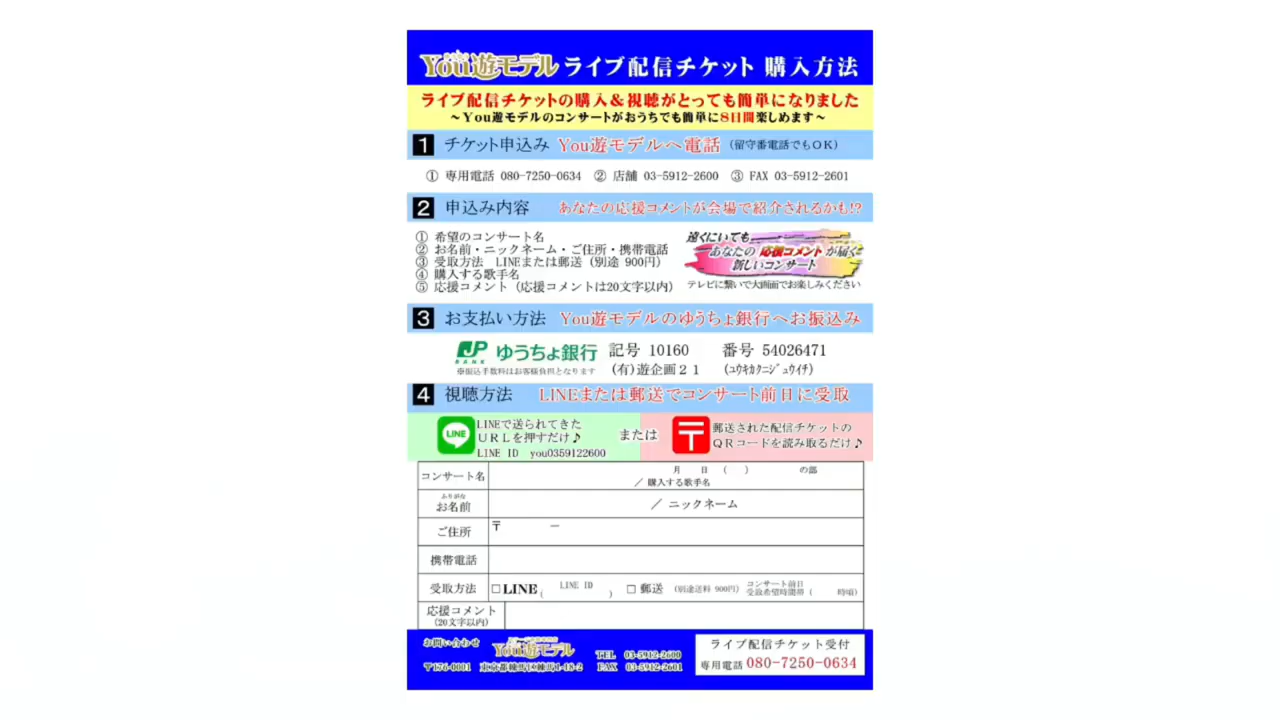 You遊モデル ライブ配信チケット 購入方法
ライブ配信チケットの購入&視聴がとっても簡単になりました
～You遊モデルのコンサートがおうちでも簡単に8日間楽しめます～
1 チケット申込み You遊モデルへ電話 (留守番電話でもOK)
① 専用電話 080-7250-0634 ② 店舗 03-5912-2600 ③ FAX 03-5912-2601
2 申込み内容 あなたの応援コメントが会場で紹介されるかも!?
① 希望のコンサート名
② お名前・ニックネーム・ご住所・携帯電話
③ 受取方法 LINEまたは郵送 (別途 900円)
④ 購入する歌手名
⑤ 応援コメント (応援コメントは20文字以内)
遠くにいても
あなたの 応援コメント が届く
新しいコンサート
テレビに繋いで大画面でお楽しみください
3 お支払い方法 You遊モデルのゆうちょ銀行へお振込み
JP BANK ゆうちょ銀行 記号 10160 番号 54026471
※振込手数料はお客様負担となります (有)遊企画21 (ユウキカクニジュウイチ)
4 視聴方法 LINEまたは郵送でコンサート前日に受取
LINE
LINEで送られてきた
URLを押すだけ♪
LINE ID you0359122600
または
〒
郵送された配信チケットの
QRコードを読み取るだけ♪
コンサート名 月 日 ( ) の部
／ 購入する歌手名
ふりがな
お名前 ／ ニックネーム
ご住所 〒 －
携帯電話
受取方法 □LINE( LINE ID ) □ 郵送 (別途送料 900円) コンサート前日
受取希望時間帯 ( 時頃)
応援コメント
(20文字以内)
お問い合わせ You遊モデル TEL 03-5912-2600
〒176-0001 東京都練馬区練馬4-18-2 FAX 03-5912-2601
ライブ配信チケット受付
専用電話 080-7250-0634